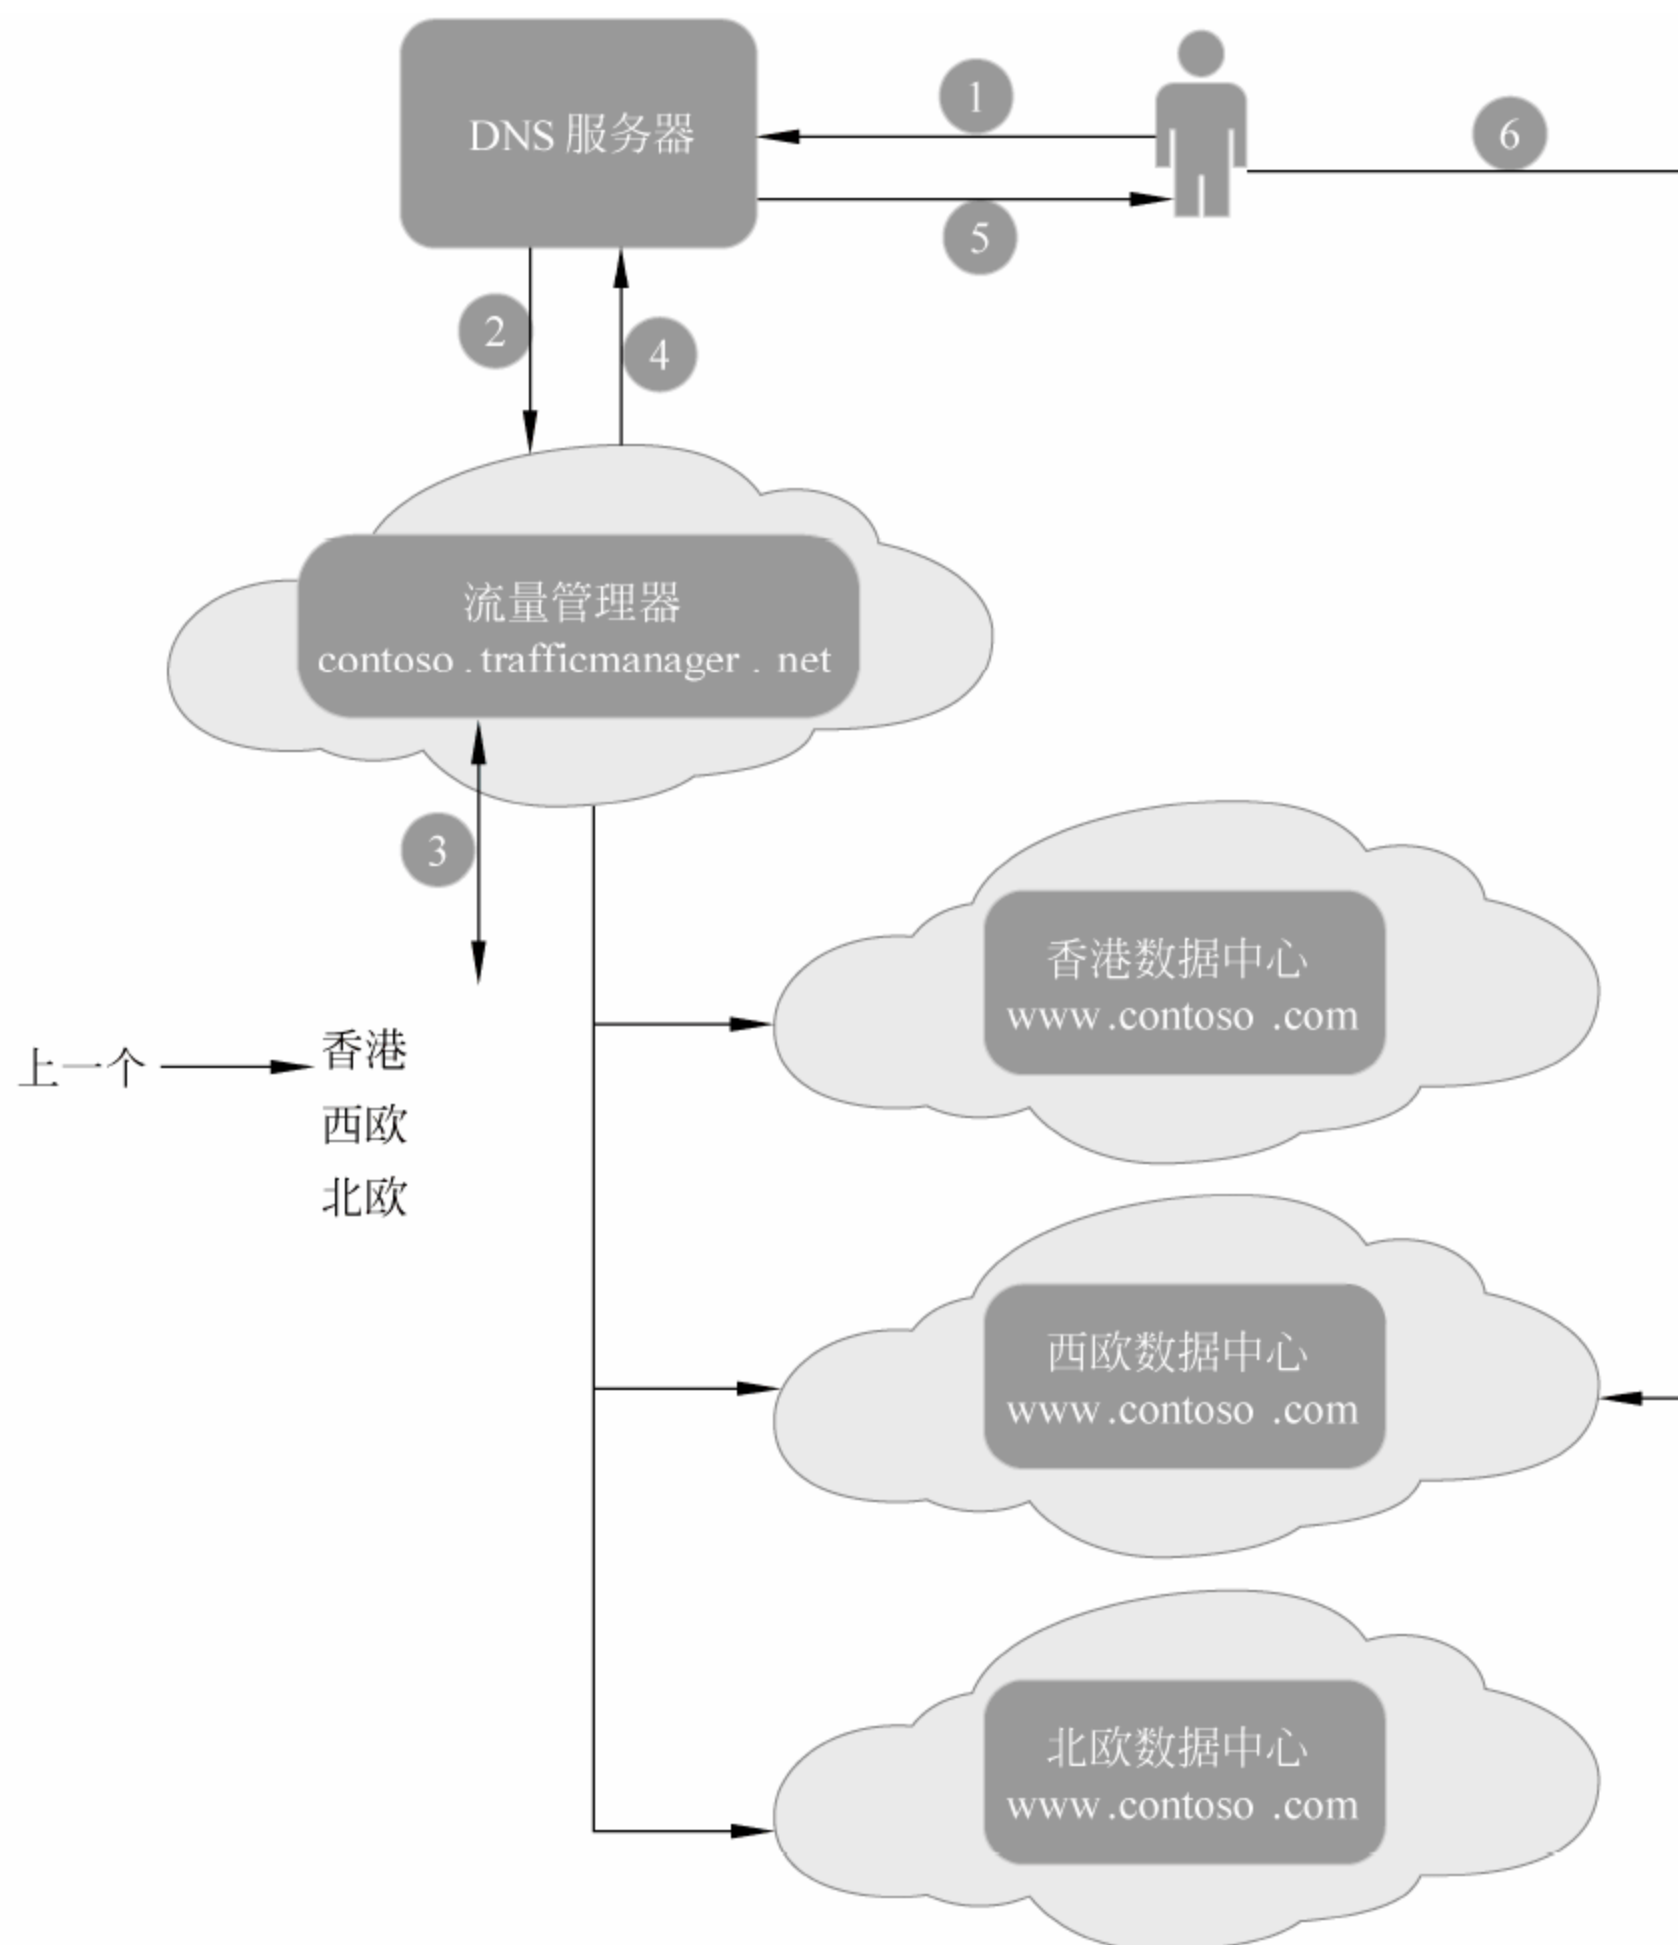 DNS 服务器
1
6
5
2
4
流量管理器
contoso . trafficmanager . net
3
香港数据中心
www .contoso .com
上一个
香港
西欧
北欧
西欧数据中心
www .contoso .com
北欧数据中心
www .contoso .com